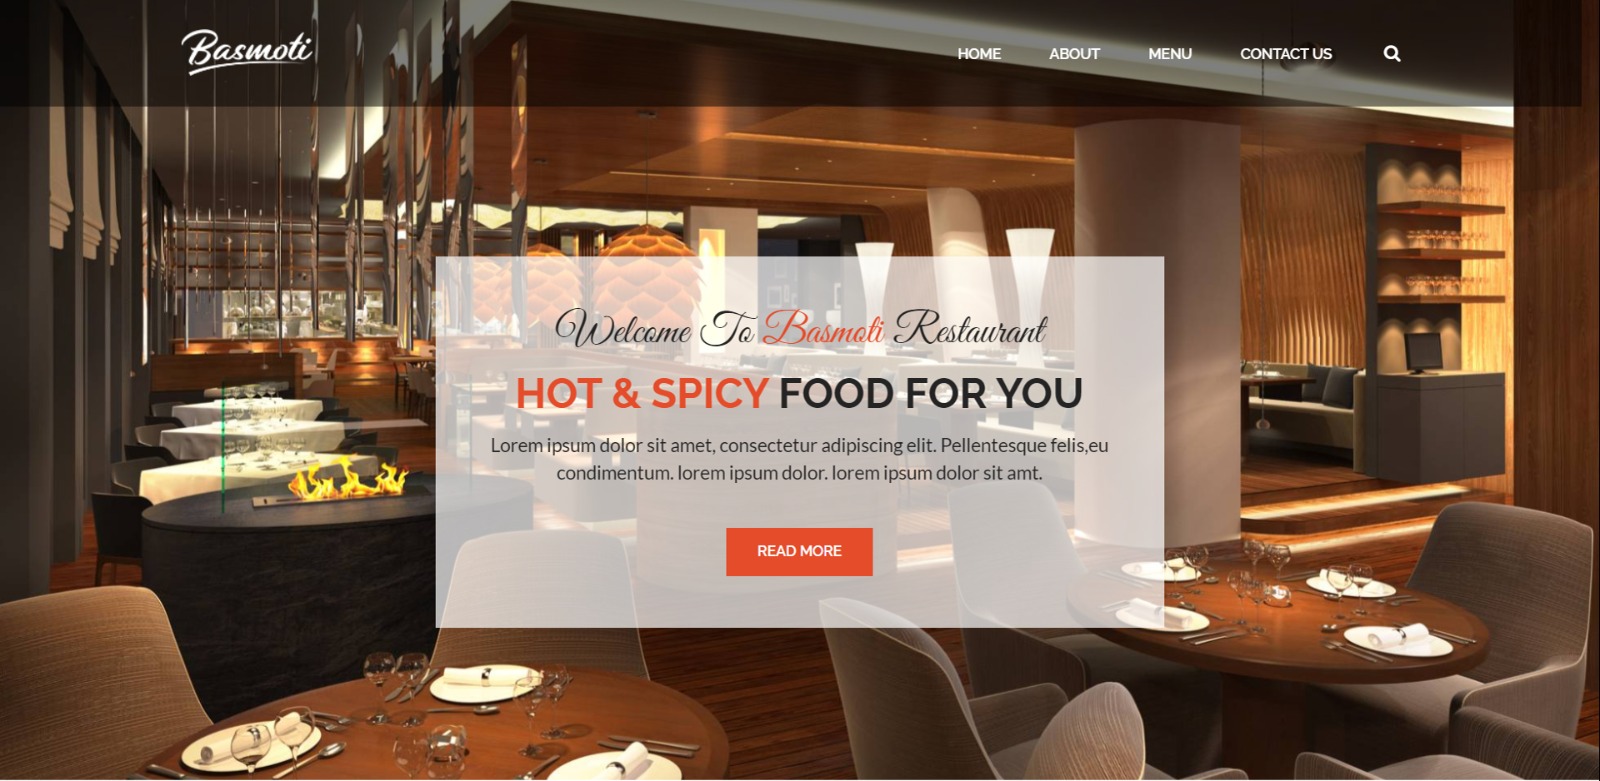 Basmoti
HOME ABOUT MENU CONTACT US
Welcome To Basmoti Restaurant
HOT & SPICY FOOD FOR YOU
Lorem ipsum dolor sit amet, consectetur adipiscing elit. Pellentesque felis,eu
condimentum. lorem ipsum dolor. lorem ipsum dolor sit amt.
READ MORE